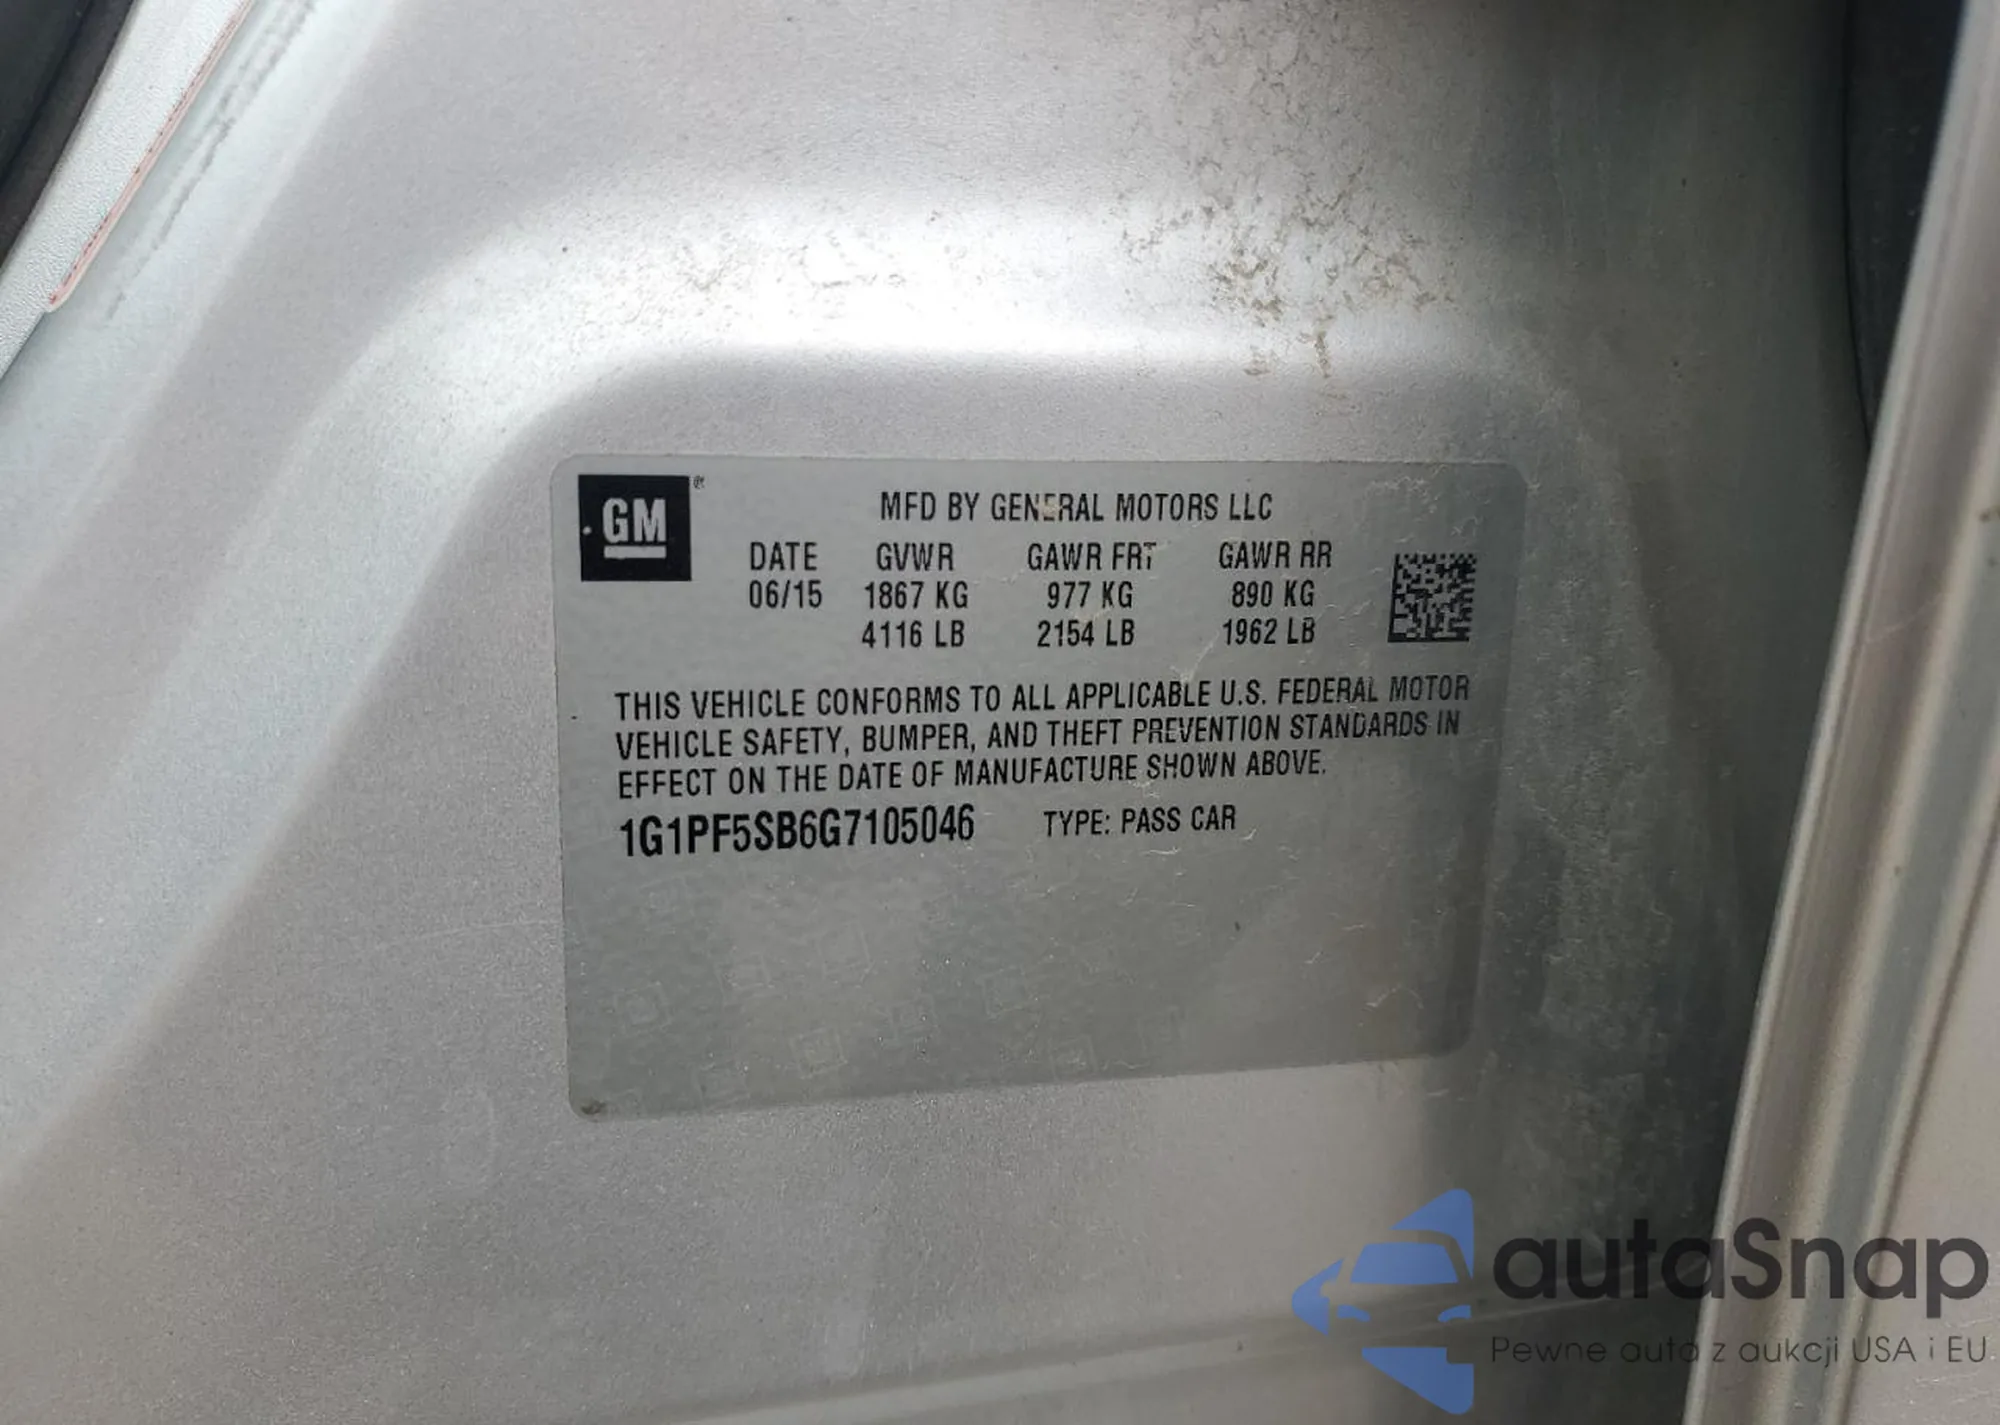 GM®
MFD BY GENERAL MOTORS LLC
DATE GVWR GAWR FRT GAWR RR
06/15 1867 KG 977 KG 890 KG
4116 LB 2154 LB 1962 LB
THIS VEHICLE CONFORMS TO ALL APPLICABLE U.S. FEDERAL MOTOR
VEHICLE SAFETY, BUMPER, AND THEFT PREVENTION STANDARDS IN
EFFECT ON THE DATE OF MANUFACTURE SHOWN ABOVE.
1G1PF5SB6G7105046 TYPE: PASS CAR
autaSnap
Pewne auta z aukcji USA i EU